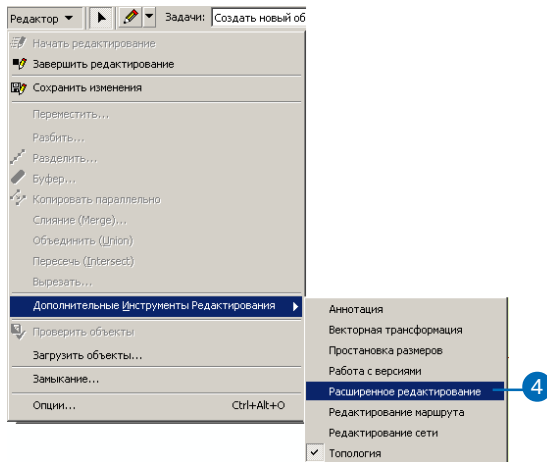 Редактор Задачи: Создать новый об
Начать редактирование
Завершить редактирование
Сохранить изменения
Переместить...
Разбить...
Разделить...
Буфер...
Копировать параллельно
Слияние (Merge)...
Объединить (Union)
Пересечь (Intersect)
Вырезать...
Дополнительные Инструменты Редактирования
Проверить объекты
Загрузить объекты...
Замыкание...
Опции... Ctrl+Alt+O
Аннотация
Векторная трансформация
Простановка размеров
Работа с версиями
Расширенное редактирование 4
Редактирование маршрута
Редактирование сети
Топология